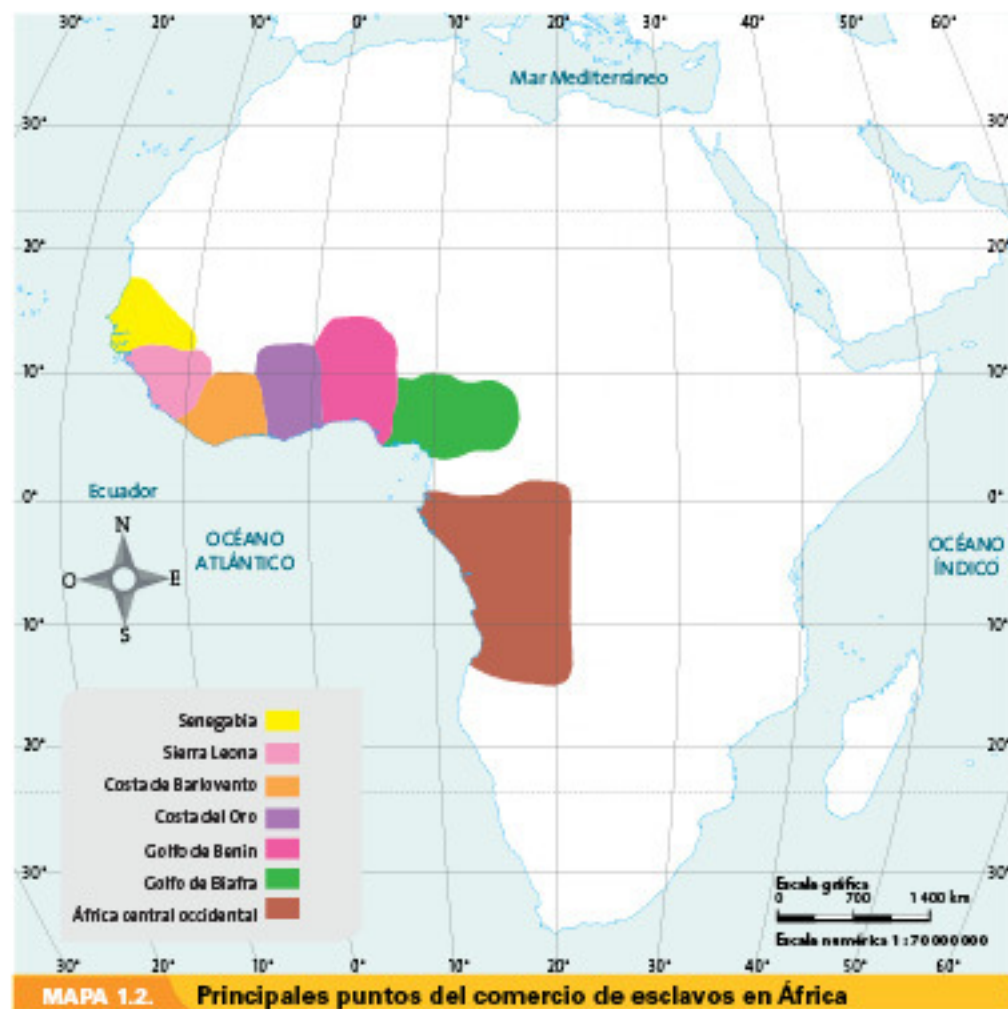 30° 20° 10° 0° 10° 20° 30° 40° 50° 60°
Mar Mediterráneo
30° 30°
20° 20°
10° 10°
Ecuador
0° 0°
N
O E
S
OCÉANO
ATLÁNTICO
OCÉANO
ÍNDICO
10° 10°
20° 20°
30° 30°
Senegabia
Sierra Leona
Costa de Barlovento
Costa del Oro
Golfo de Benin
Golfo de Biafra
África central occidental
Escala gráfica
0 700 1 400 km
Escala numérica 1 : 70 000 000
30° 20° 10° 0° 10° 20° 30° 40° 50° 60°
MAPA 1.2. Principales puntos del comercio de esclavos en África